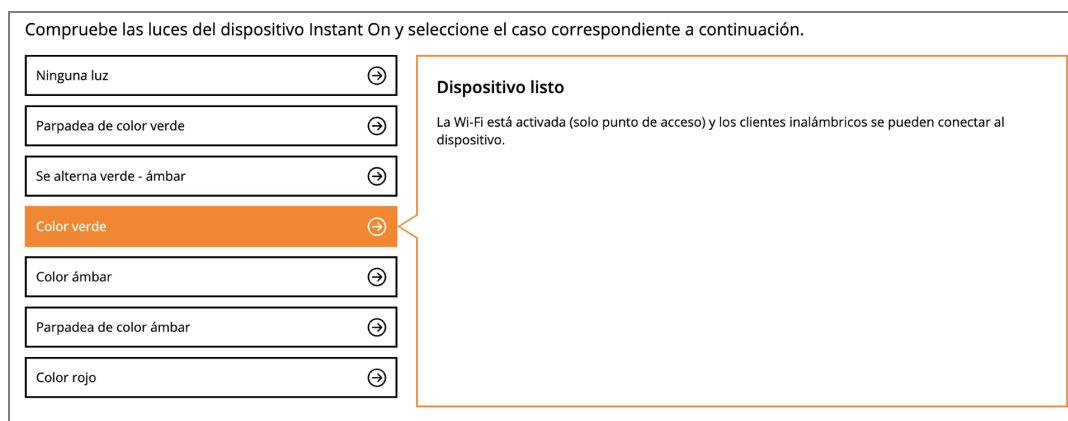 Compruebe las luces del dispositivo Instant On y seleccione el caso correspondiente a continuación.
Ninguna luz
Parpadea de color verde
Se alterna verde - ámbar
Color verde
Color ámbar
Parpadea de color ámbar
Color rojo
Dispositivo listo
La Wi-Fi está activada (solo punto de acceso) y los clientes inalámbricos se pueden conectar al
dispositivo.